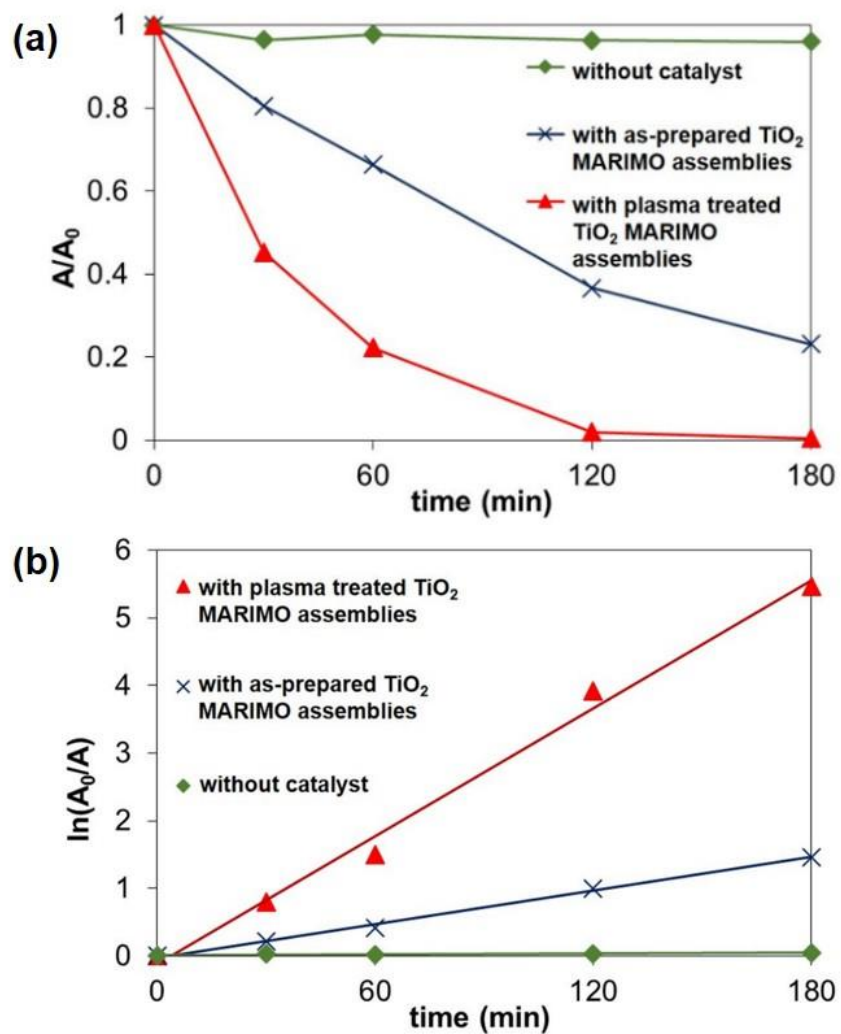 (a)
1
0.8
0.6
0.4
0.2
0
A/A₀
without catalyst
with as-prepared TiO₂
MARIMO assemblies
with plasma treated
TiO₂ MARIMO
assemblies
0 60 120 180
time (min)
(b)
6
5
4
3
2
1
0
ln(A₀/A)
with plasma treated TiO₂
MARIMO assemblies
with as-prepared TiO₂
MARIMO assemblies
without catalyst
0 60 120 180
time (min)